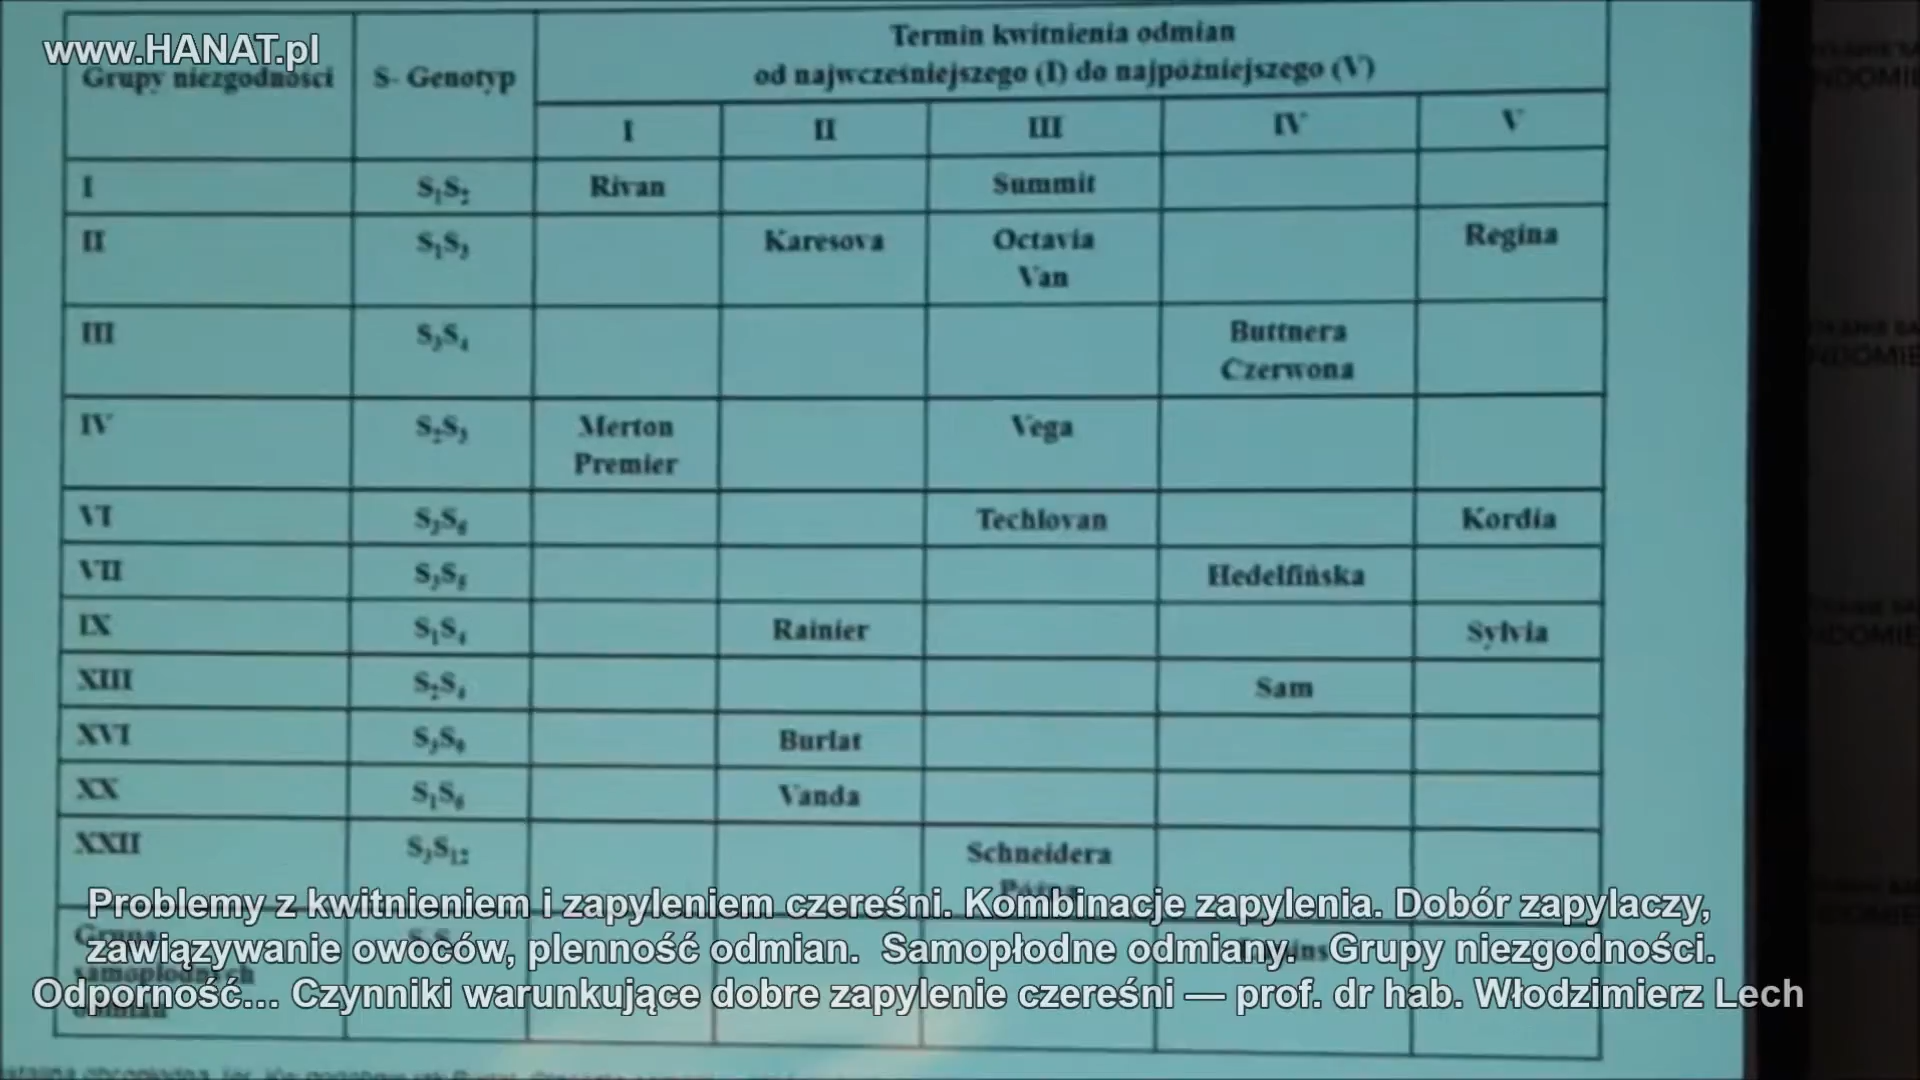 www.HANAT.pl
Termin kwitnienia odmian
od najwcześniejszego (I) do najpóźniejszego (V)
Grupy niezgodności S- Genotyp
I II III IV V
I S₁S₂ Rivan Summit
II S₁S₃ Karesova Octavia Regina
Van
III S₃S₄ Buttnera
Czerwona
IV S₂S₃ Merton Vega
Premier
VI S₃S₆ Techlovan Kordia
VII S₃S₅ Hedelfińska
IX S₁S₄ Rainier Sylvia
XIII S₂S₄ Sam
XVI S₃S₉ Burlat
XX S₁S₆ Vanda
XXII S₃S₁₂ Schneidera
Późna
Grupa
samopłodnych
odmian
Problemy z kwitnieniem i zapyleniem czereśni. Kombinacje zapylenia. Dobór zapylaczy,
zawiązywanie owoców, plenność odmian. Samopłodne odmiany. Grupy niezgodności.
Odporność... Czynniki warunkujące dobre zapylenie czereśni — prof. dr hab. Włodzimierz Lech